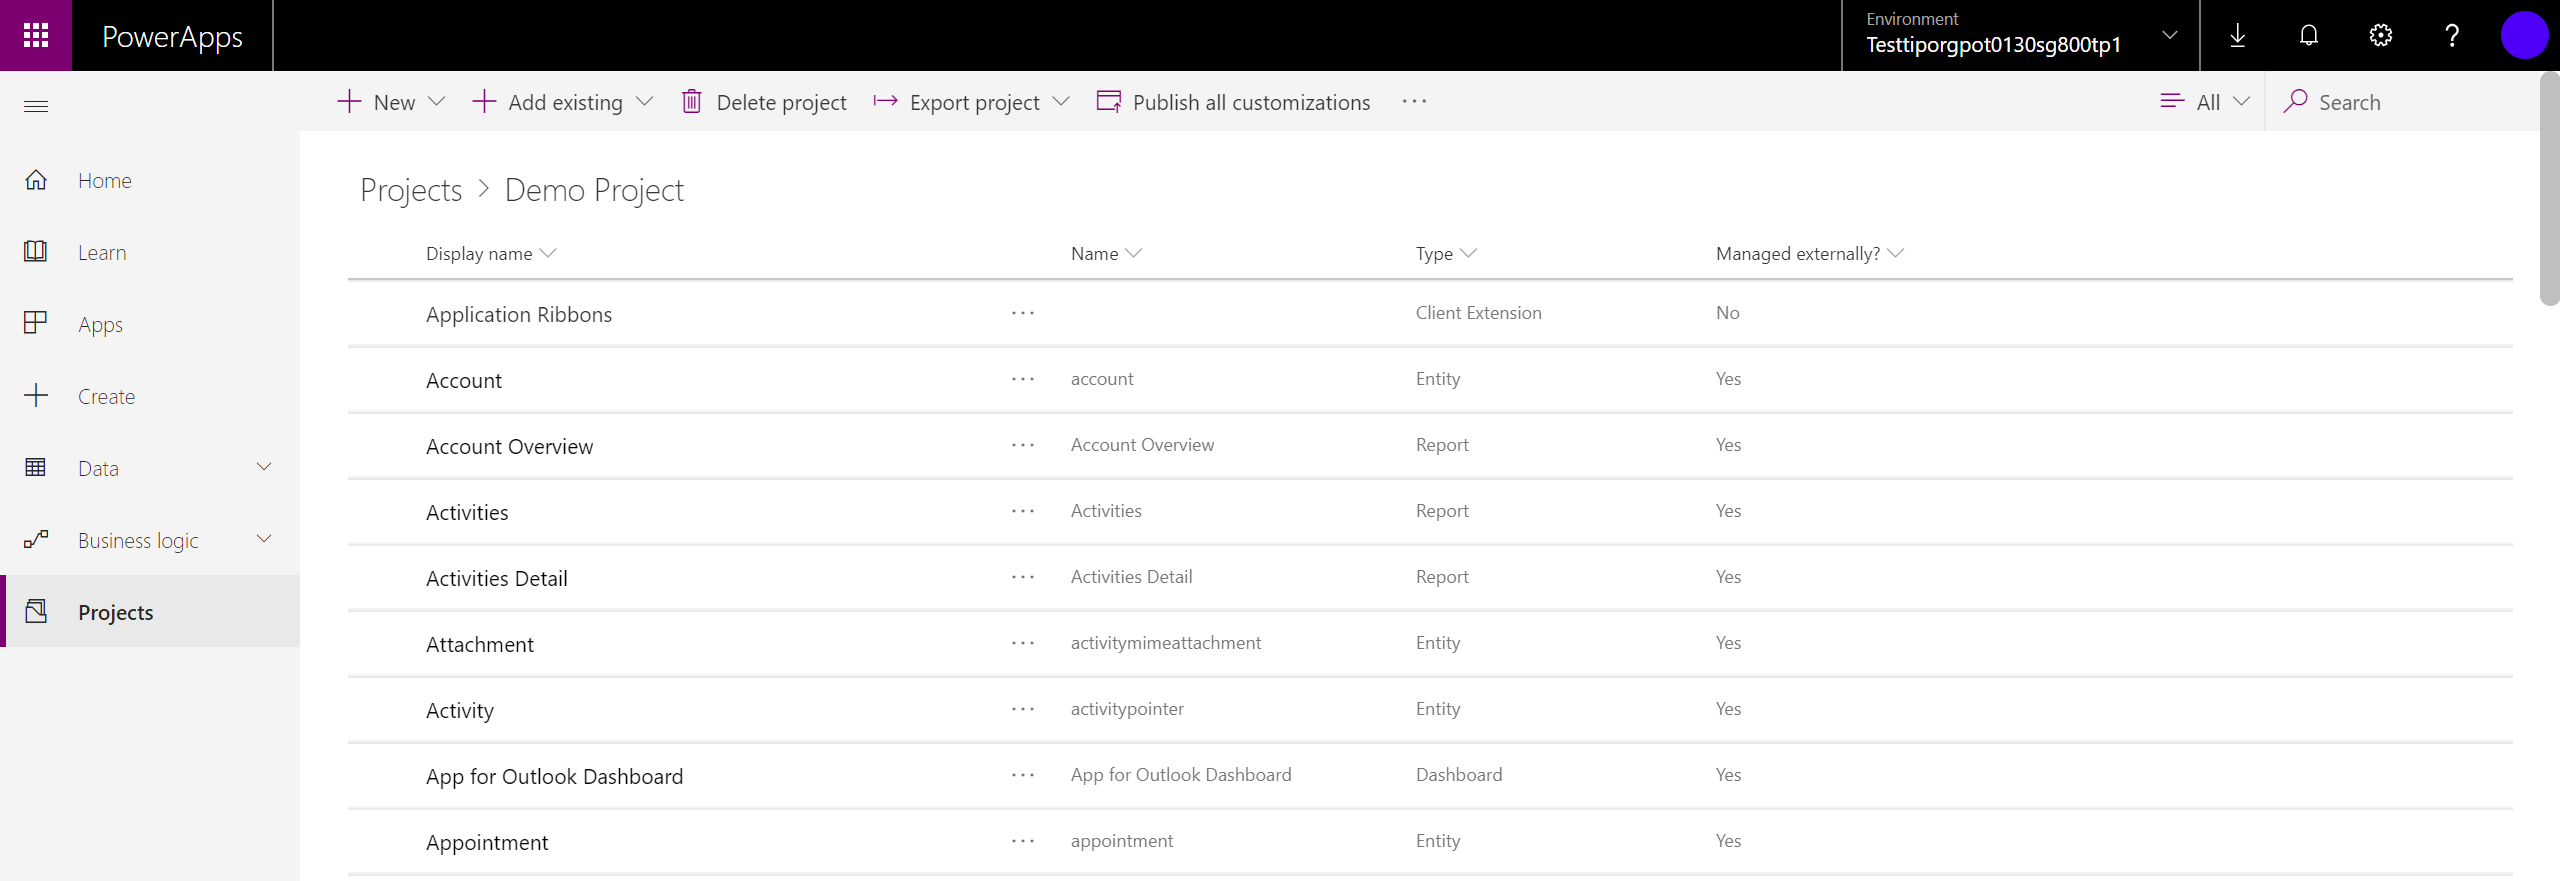 PowerApps
Environment
Testtiporgpot0130sg800tp1
New Add existing Delete project Export project Publish all customizations All Search
Home
Learn
Apps
Create
Data
Business logic
Projects
Projects > Demo Project
Display name Name Type Managed externally?
Application Ribbons ... Client Extension No
Account ... account Entity Yes
Account Overview ... Account Overview Report Yes
Activities ... Activities Report Yes
Activities Detail ... Activities Detail Report Yes
Attachment ... activitymimeattachment Entity Yes
Activity ... activitypointer Entity Yes
App for Outlook Dashboard ... App for Outlook Dashboard Dashboard Yes
Appointment ... appointment Entity Yes